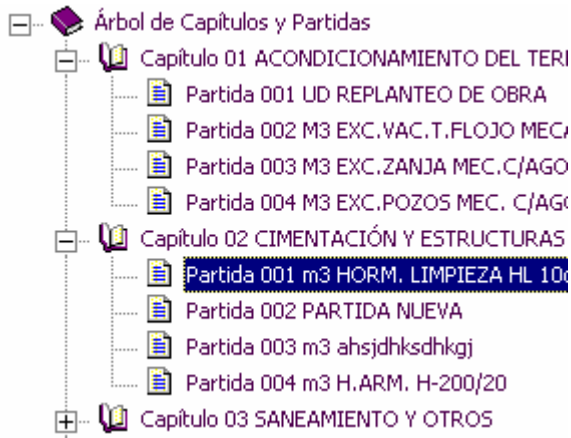 Árbol de Capítulos y Partidas
Capítulo 01 ACONDICIONAMIENTO DEL TER
Partida 001 UD REPLANTEO DE OBRA
Partida 002 M3 EXC.VAC.T.FLOJO MECA
Partida 003 M3 EXC.ZANJA MEC.C/AGO
Partida 004 M3 EXC.POZOS MEC. C/AG
Capítulo 02 CIMENTACIÓN Y ESTRUCTURAS
Partida 001 m3 HORM. LIMPIEZA HL 10
Partida 002 PARTIDA NUEVA
Partida 003 m3 ahsjdhksdhkgj
Partida 004 m3 H.ARM. H-200/20
Capítulo 03 SANEAMIENTO Y OTROS